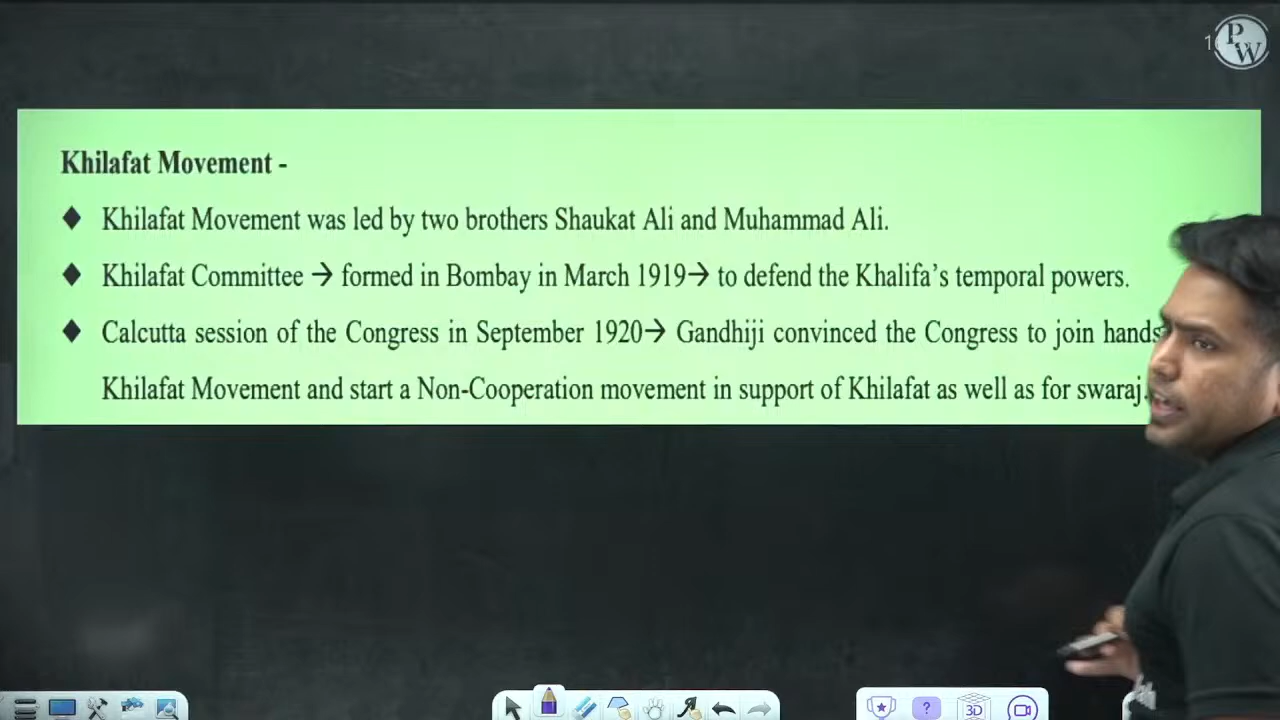 PW
1
Khilafat Movement -
♦ Khilafat Movement was led by two brothers Shaukat Ali and Muhammad Ali.
♦ Khilafat Committee → formed in Bombay in March 1919→ to defend the Khalifa's temporal powers.
♦ Calcutta session of the Congress in September 1920→ Gandhiji convinced the Congress to join hands
Khilafat Movement and start a Non-Cooperation movement in support of Khilafat as well as for swaraj.
? 3D